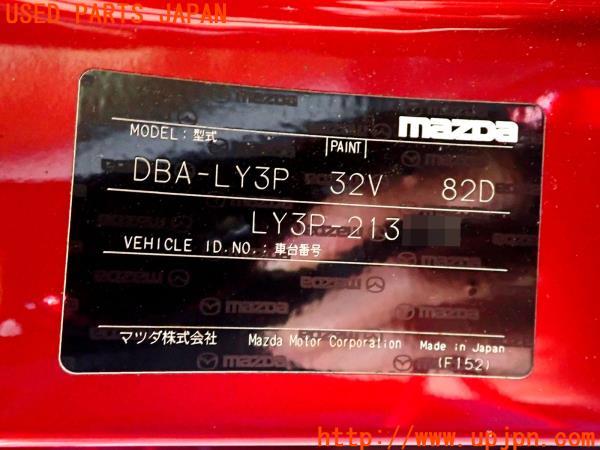 USED PARTS JAPAN
mazda
MODEL:型式
PAINT
DBA-LY3P 32V 82D
LY3P-213
VEHICLE ID.NO.:車台番号
マツダ株式会社 Mazda Motor Corporation Made in Japan
(F152)
http://www.upjpn.com